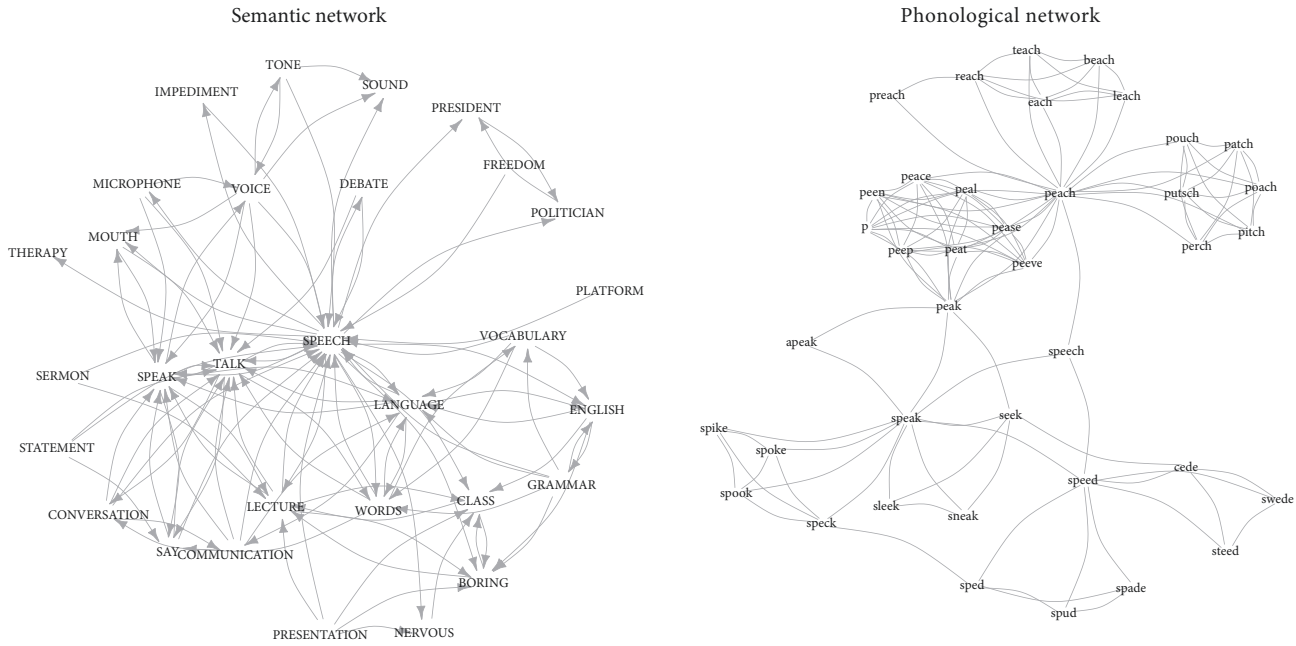 Semantic network
TONE
SOUND
IMPEDIMENT
PRESIDENT
FREEDOM
MICROPHONE
VOICE
DEBATE
POLITICIAN
MOUTH
THERAPY
PLATFORM
VOCABULARY
SPEECH
TALK
SERMON
SPEAK
LANGUAGE
ENGLISH
STATEMENT
GRAMMAR
CLASS
LECTURE
WORDS
CONVERSATION
SAY
COMMUNICATION
BORING
PRESENTATION
NERVOUS
Phonological network
teach
beach
reach
preach
each
leach
pouch
patch
peace
peal
peen
peach
putsch
poach
p
pease
pitch
perch
peep
peat
peeve
peak
apeak
speech
speak
seek
spike
spoke
cede
speed
swede
spook
sleek
sneak
speck
steed
sped
spade
spud